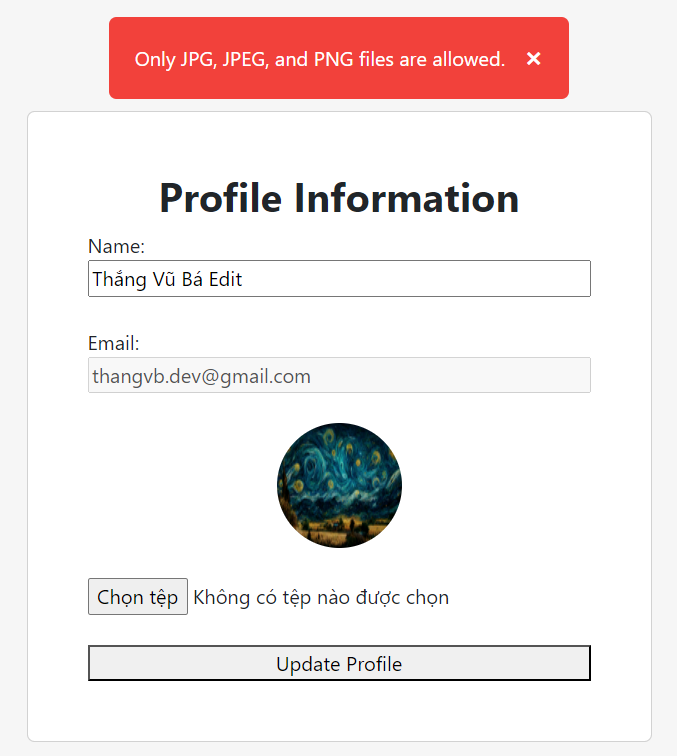 Only JPG, JPEG, and PNG files are allowed. ×
Profile Information
Name:
Thắng Vũ Bá Edit
Email:
thangvb.dev@gmail.com
Chọn tệp Không có tệp nào được chọn
Update Profile